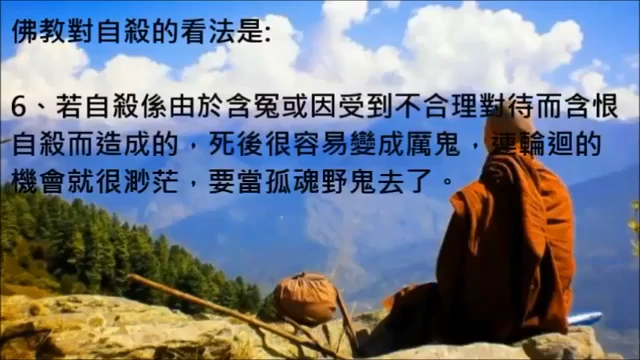 佛教對自殺的看法是:
6、若自殺係由於含冤或因受到不合理對待而含恨
自殺而造成的，死後很容易變成厲鬼，連輪迴的
機會就很渺茫，要當孤魂野鬼去了。